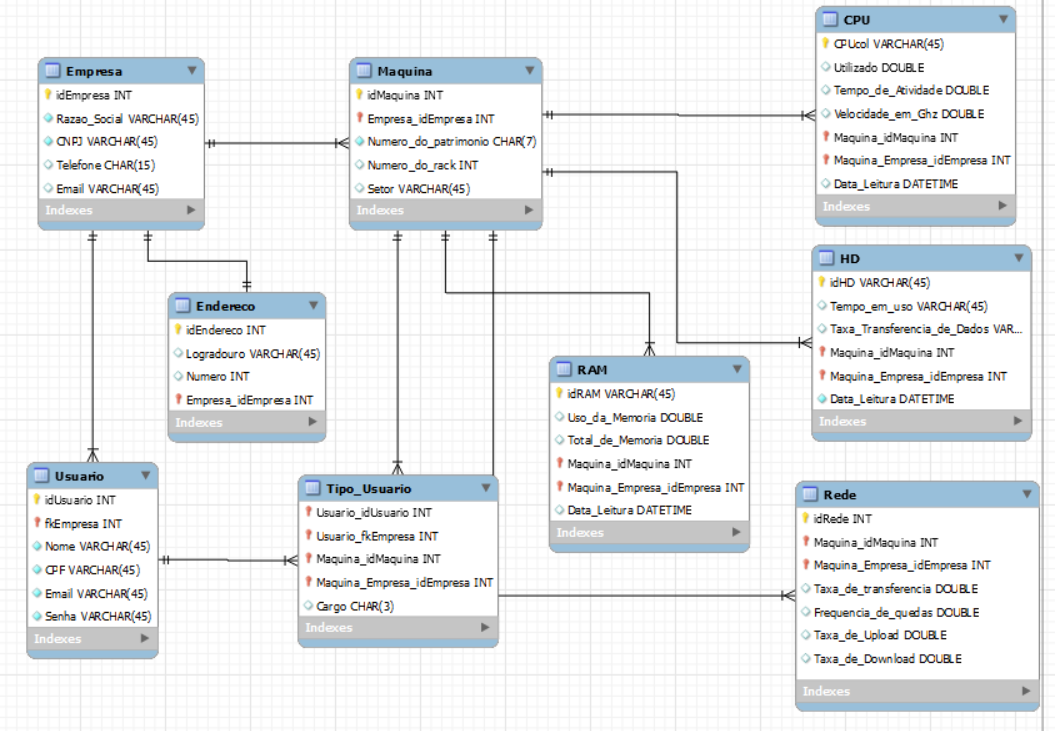 Empresa
idEmpresa INT
Razao_Social VARCHAR(45)
CNPJ VARCHAR(45)
Telefone CHAR(15)
Email VARCHAR(45)
Indexes
Maquina
idMaquina INT
Empresa_idEmpresa INT
Numero_do_patrimonio CHAR(7)
Numero_do_rack INT
Setor VARCHAR(45)
Indexes
CPU
CPUcol VARCHAR(45)
Utilizado DOUBLE
Tempo_de_Atividade DOUBLE
Velocidade_em_Ghz DOUBLE
Maquina_idMaquina INT
Maquina_Empresa_idEmpresa INT
Data_Leitura DATETIME
Indexes
HD
idHD VARCHAR(45)
Tempo_em_uso VARCHAR(45)
Taxa_Transferencia_de_Dados VAR...
Maquina_idMaquina INT
Maquina_Empresa_idEmpresa INT
Data_Leitura DATETIME
Indexes
Endereco
idEndereco INT
Logradouro VARCHAR(45)
Numero INT
Empresa_idEmpresa INT
Indexes
RAM
idRAM VARCHAR(45)
Uso_da_Memoria DOUBLE
Total_de_Memoria DOUBLE
Maquina_idMaquina INT
Maquina_Empresa_idEmpresa INT
Data_Leitura DATETIME
Indexes
Usuario
idUsuario INT
fkEmpresa INT
Nome VARCHAR(45)
CPF VARCHAR(45)
Email VARCHAR(45)
Senha VARCHAR(45)
Indexes
Tipo_Usuario
Usuario_idUsuario INT
Usuario_fkEmpresa INT
Maquina_idMaquina INT
Maquina_Empresa_idEmpresa INT
Cargo CHAR(3)
Indexes
Rede
idRede INT
Maquina_idMaquina INT
Maquina_Empresa_idEmpresa INT
Taxa_de_transferencia DOUBLE
Frequencia_de_quedas DOUBLE
Taxa_de_Upload DOUBLE
Taxa_de_Download DOUBLE
Indexes